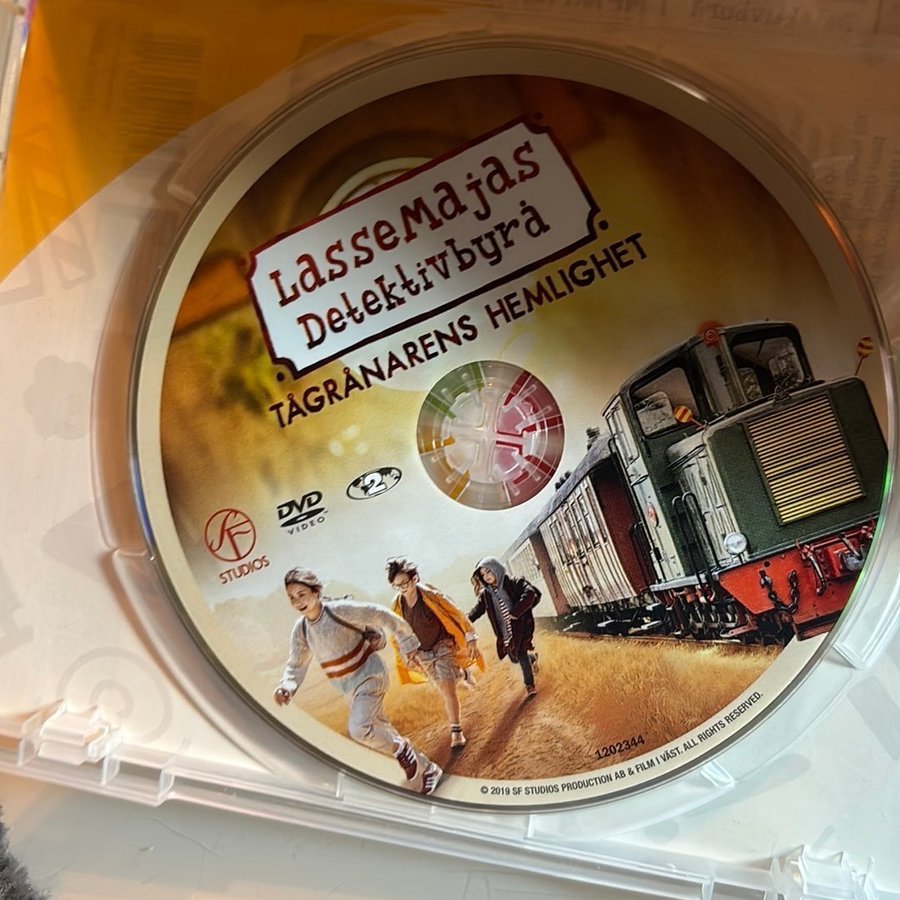 LasseMajas
Detektivbyrå
TÅGRÅNARENS HEMLIGHET
2
DVD
VIDEO
SF
STUDIOS
1202344
© 2019 SF STUDIOS PRODUCTION AB & FILM I VÄST. ALL RIGHTS RESERVED.